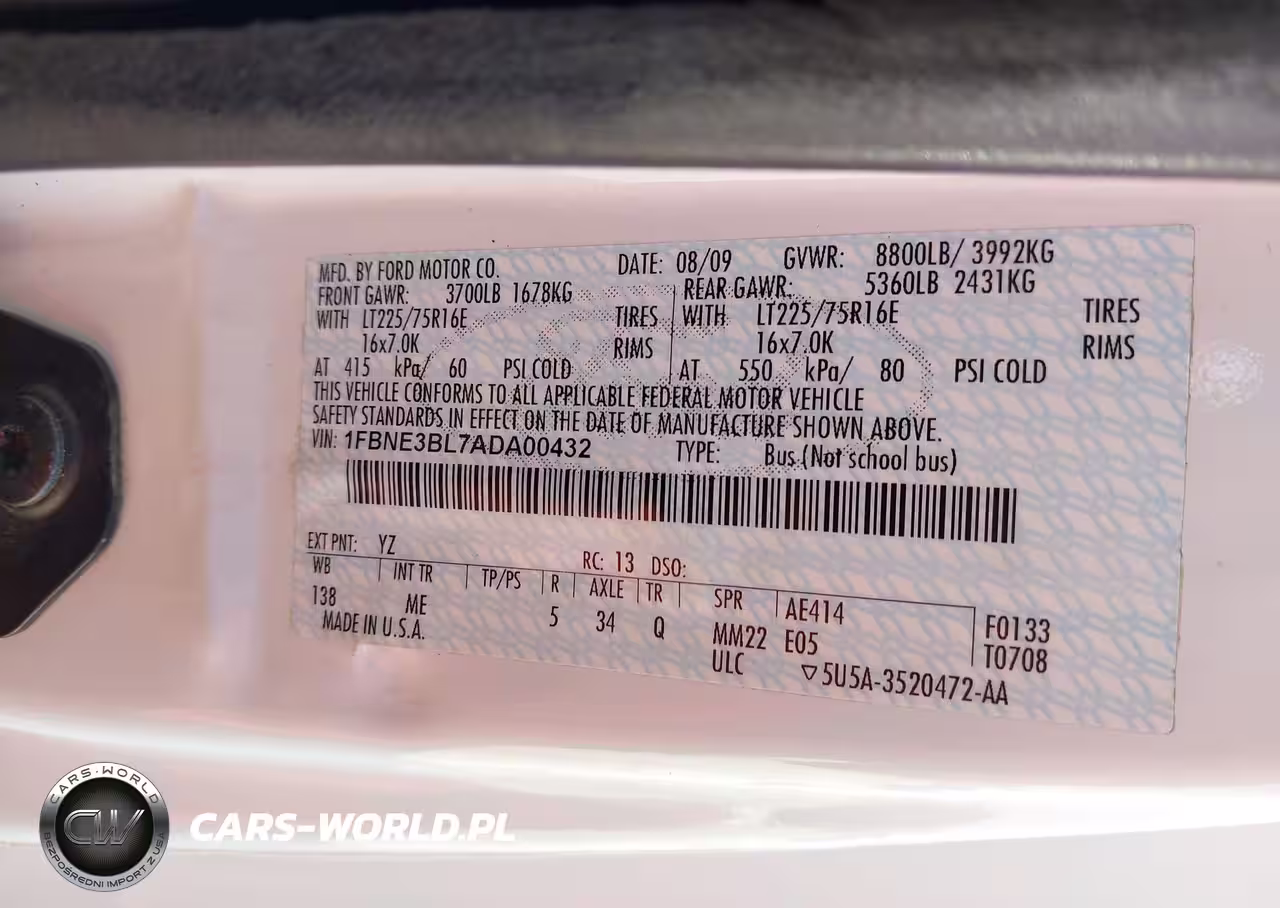 MFD. BY FORD MOTOR CO. DATE: 08/09 GVWR: 8800LB/ 3992KG
FRONT GAWR: 3700LB 1678KG REAR GAWR: 5360LB 2431KG
WITH LT225/75R16E TIRES WITH LT225/75R16E TIRES
16x7.0K RIMS 16x7.0K RIMS
AT 415 kPa/ 60 PSI COLD AT 550 kPa/ 80 PSI COLD
THIS VEHICLE CONFORMS TO ALL APPLICABLE FEDERAL MOTOR VEHICLE
SAFETY STANDARDS IN EFFECT ON THE DATE OF MANUFACTURE SHOWN ABOVE.
VIN: 1FBNE3BL7ADA00432 TYPE: Bus (Not school bus)
EXT PNT: YZ RC: 13 DSO:
WB INT TR TP/PS R AXLE TR SPR AE414 F0133
138 ME 5 34 Q MM22 E05 T0708
MADE IN U.S.A. ULC ▽5U5A-3520472-AA
CARS-WORLD
CW
BEZPOŚREDNI IMPORT Z USA
CARS-WORLD.PL